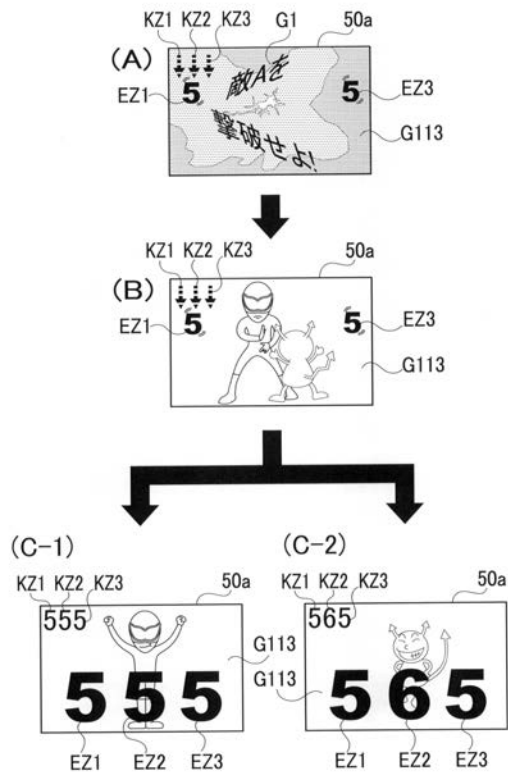 KZ1 KZ2 KZ3 G1 50a
(A)
敵Aを
撃破せよ!
EZ1 5 5 EZ3
G113
KZ1 KZ2 KZ3 50a
(B)
EZ1 5 5 EZ3
G113
(C-1)
KZ1 KZ2 KZ3 50a
555
G113
5 5 5
EZ1 EZ2 EZ3
(C-2)
KZ1 KZ2 KZ3 50a
565
G113
5 6 5
EZ1 EZ2 EZ3